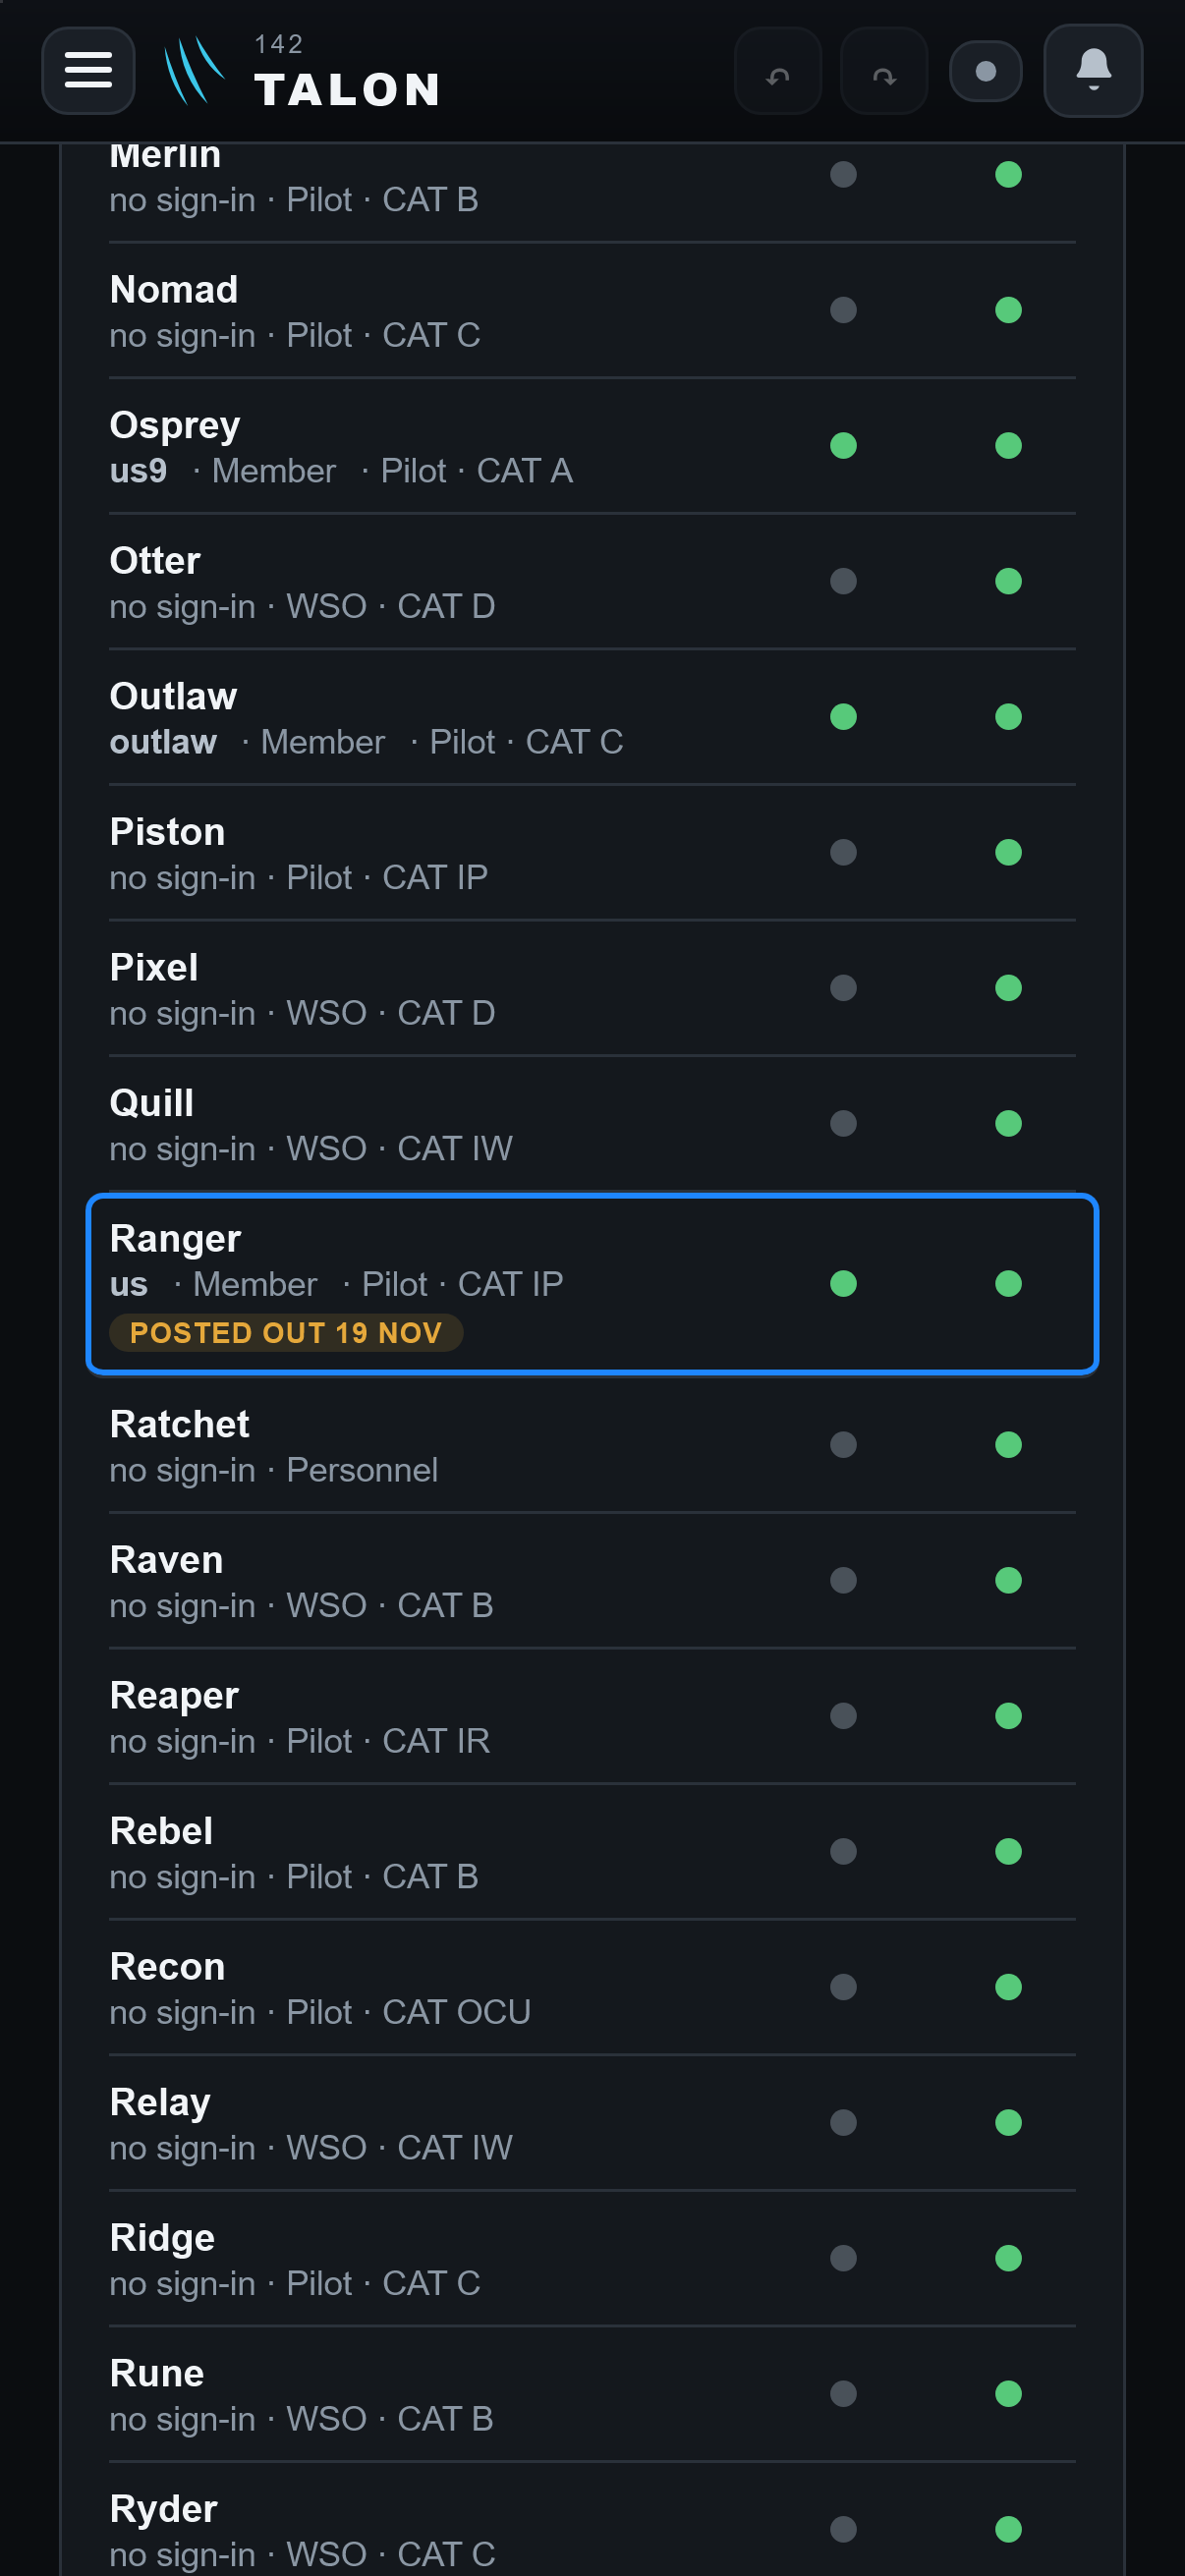 142
TALON
Merlin
no sign-in · Pilot · CAT B
Nomad
no sign-in · Pilot · CAT C
Osprey
us9 · Member · Pilot · CAT A
Otter
no sign-in · WSO · CAT D
Outlaw
outlaw · Member · Pilot · CAT C
Piston
no sign-in · Pilot · CAT IP
Pixel
no sign-in · WSO · CAT D
Quill
no sign-in · WSO · CAT IW
Ranger
us · Member · Pilot · CAT IP
POSTED OUT 19 NOV
Ratchet
no sign-in · Personnel
Raven
no sign-in · WSO · CAT B
Reaper
no sign-in · Pilot · CAT IR
Rebel
no sign-in · Pilot · CAT B
Recon
no sign-in · Pilot · CAT OCU
Relay
no sign-in · WSO · CAT IW
Ridge
no sign-in · Pilot · CAT C
Rune
no sign-in · WSO · CAT B
Ryder
no sign-in · WSO · CAT C